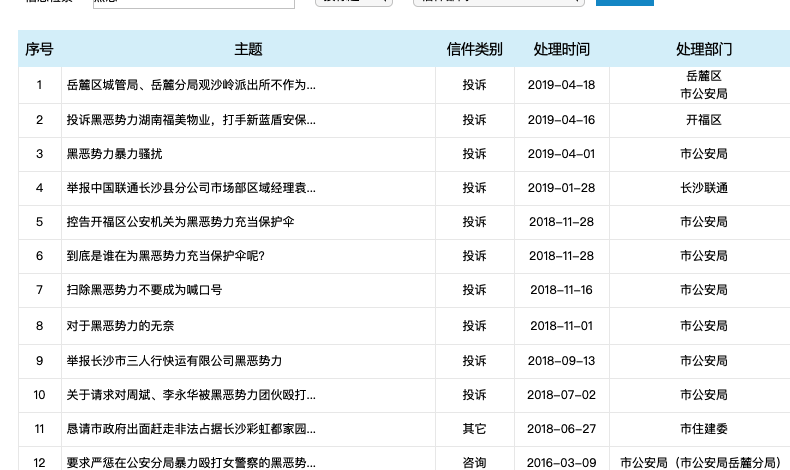 序号 主题 信件类别 处理时间 处理部门
1 岳麓区城管局、岳麓分局观沙岭派出所不作为... 投诉 2019-04-18 岳麓区
市公安局
2 投诉黑恶势力湖南福美物业，打手新蓝盾安保... 投诉 2019-04-16 开福区
3 黑恶势力暴力骚扰 投诉 2019-04-01 市公安局
4 举报中国联通长沙县分公司市场部区域经理袁... 投诉 2019-01-28 长沙联通
5 控告开福区公安机关为黑恶势力充当保护伞 投诉 2018-11-28 市公安局
6 到底是谁在为黑恶势力充当保护伞呢? 投诉 2018-11-28 市公安局
7 扫除黑恶势力不要成为喊口号 投诉 2018-11-16 市公安局
8 对于黑恶势力的无奈 投诉 2018-11-01 市公安局
9 举报长沙市三人行快运有限公司黑恶势力 投诉 2018-09-13 市公安局
10 关于请求对周斌、李永华被黑恶势力团伙殴打... 投诉 2018-07-02 市公安局
11 恳请市政府出面赶走非法占据长沙彩虹都家园... 其它 2018-06-27 市住建委
12 要求严惩在公安分局暴力殴打女警察的黑恶势... 咨询 2016-03-09 市公安局（市公安局岳麓分局）